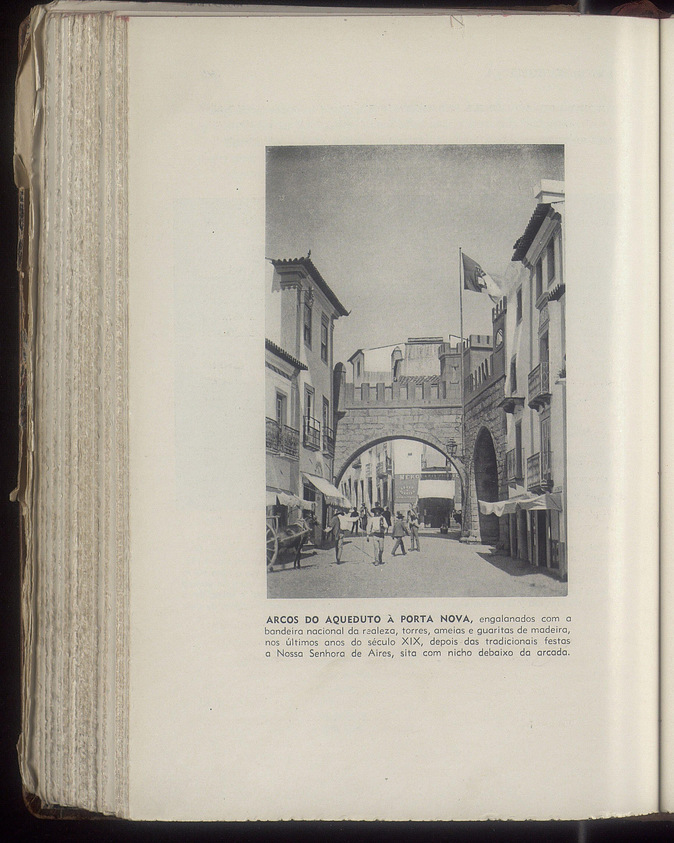 ARCOS DO AQUEDUTO À PORTA NOVA, engalanados com a
bandeira nacional da realeza, torres, ameias e guaritas de madeira,
nos últimos anos do século XIX, depois das tradicionais festas
a Nossa Senhora de Aires, sita com nicho debaixo da arcada.